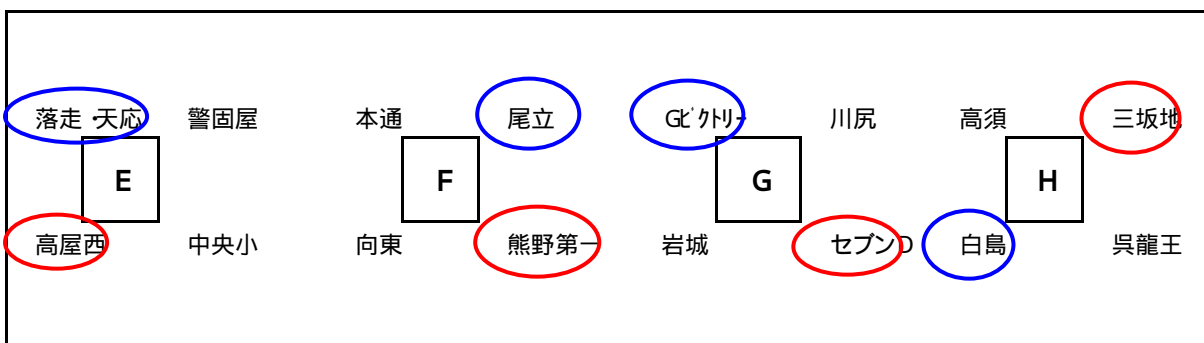 落走・天応 警固屋 本通 尾立 Gビクトリー 川尻 高須 三坂地
E F G H
高屋西 中央小 向東 熊野第一 岩城 セブンD 白島 呉龍王